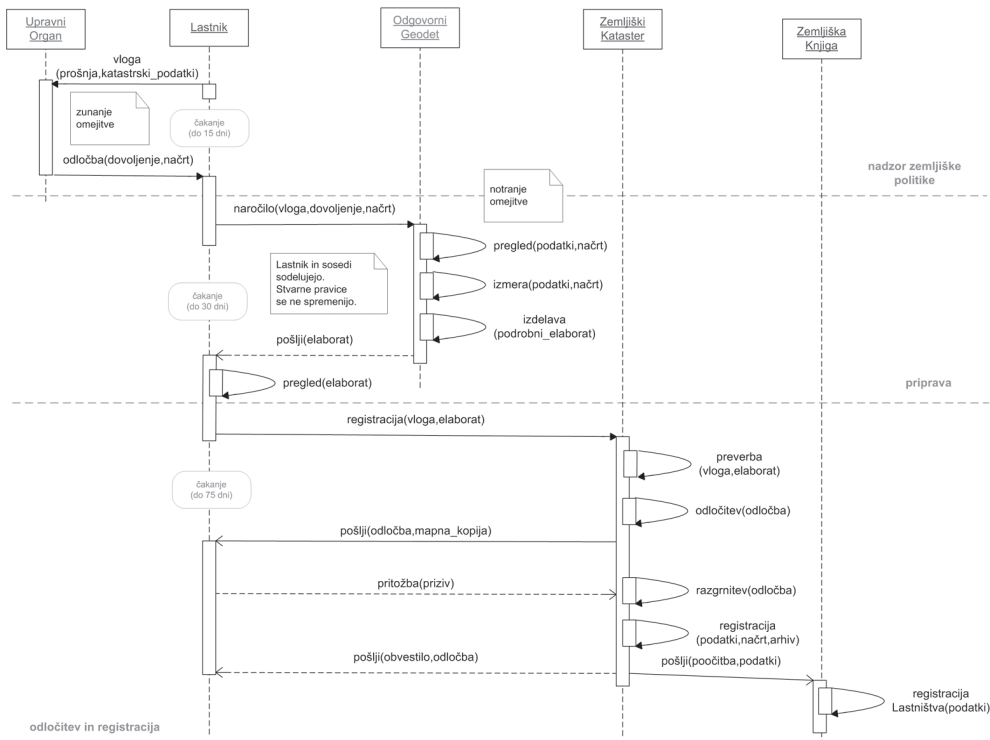 Upravni
Organ
Lastnik
Odgovorni
Geodet
Zemljiški
Kataster
Zemljiška
Knjiga
vloga
(prošnja,katastrski_podatki)
zunanje
omejitve
čakanje
(do 15 dni)
odločba(dovoljenje,načrt)
nadzor zemljiške
politike
notranje
omejitve
naročilo(vloga,dovoljenje,načrt)
pregled(podatki,načrt)
Lastnik in sosedi
sodelujejo.
Stvarne pravice
se ne spremenijo.
izmera(podatki,načrt)
čakanje
(do 30 dni)
izdelava
(podrobni_elaborat)
pošlji(elaborat)
pregled(elaborat)
priprava
registracija(vloga,elaborat)
preverba
(vloga,elaborat)
čakanje
(do 75 dni)
odločitev(odločba)
pošlji(odločba,mapna_kopija)
pritožba(priziv)
razgrnitev(odločba)
registracija
(podatki,načrt,arhiv)
pošlji(obvestilo,odločba)
pošlji(poočitba,podatki)
registracija
Lastništva(podatki)
odločitev in registracija